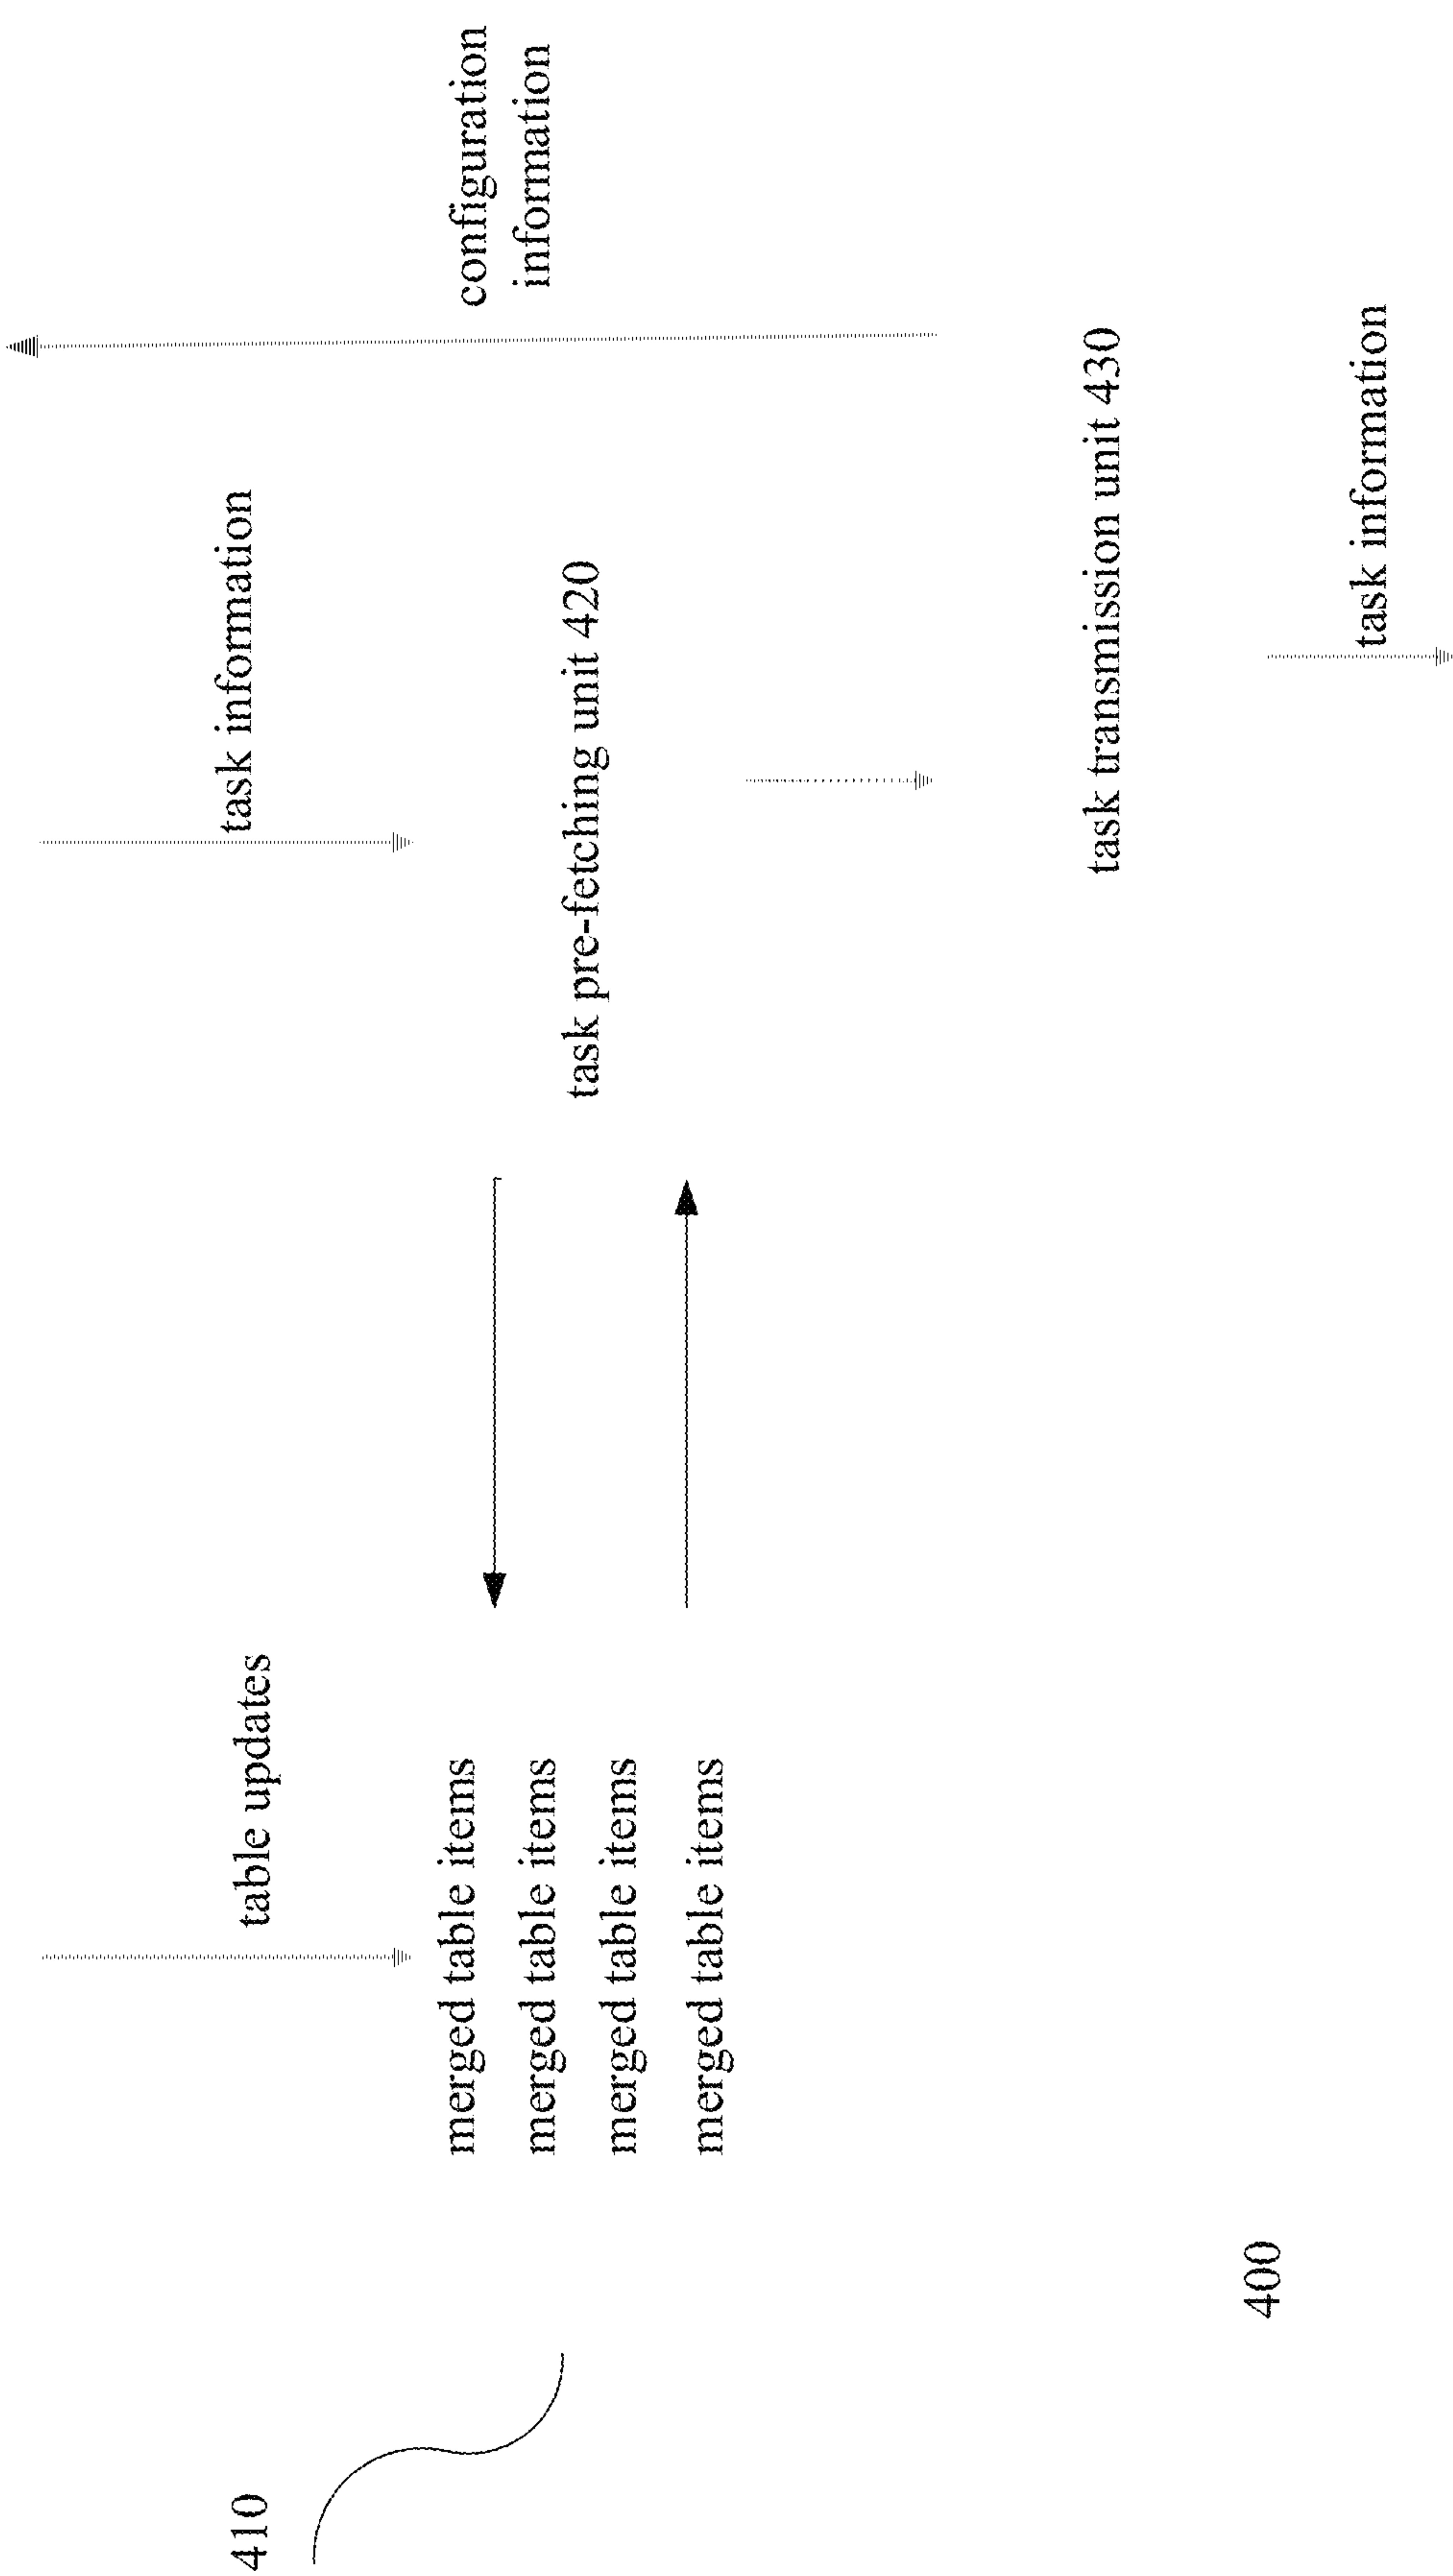 410
table updates
task information
configuration
information
merged table items
merged table items
merged table items
merged table items
task pre-fetching unit 420
task transmission unit 430
400
task information